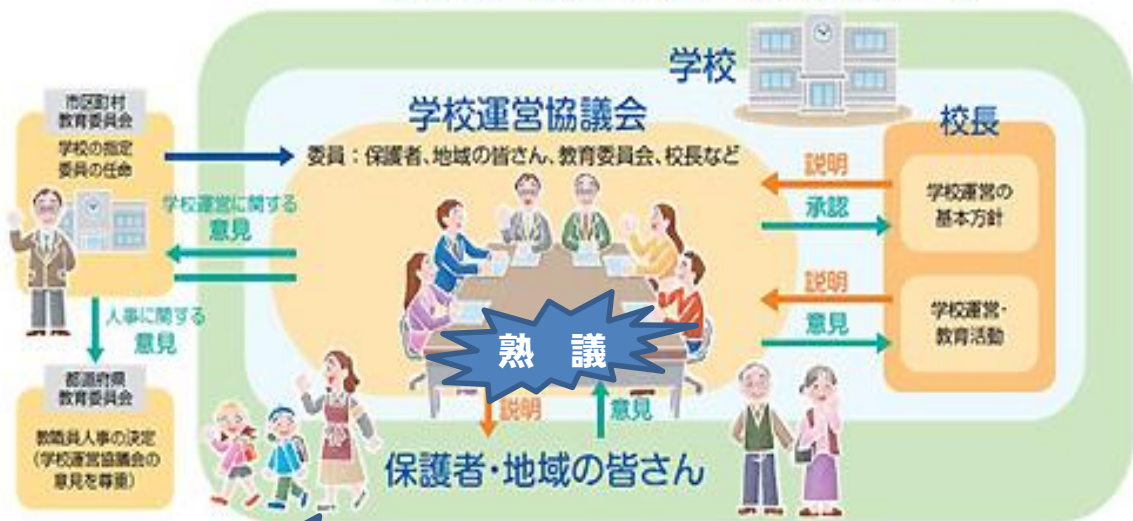 学校
市区町村
教育委員会
学校の指定
委員の任命
学校運営協議会
委員：保護者、地域の皆さん、教育委員会、校長など
校長
説明
承認
学校運営の
基本方針
学校運営に関する
意見
説明
意見
学校運営・
教育活動
人事に関する
意見
熟 議
都道府県
教育委員会
教職員人事の決定
（学校運営協議会の
意見を尊重）
説明
意見
保護者・地域の皆さん